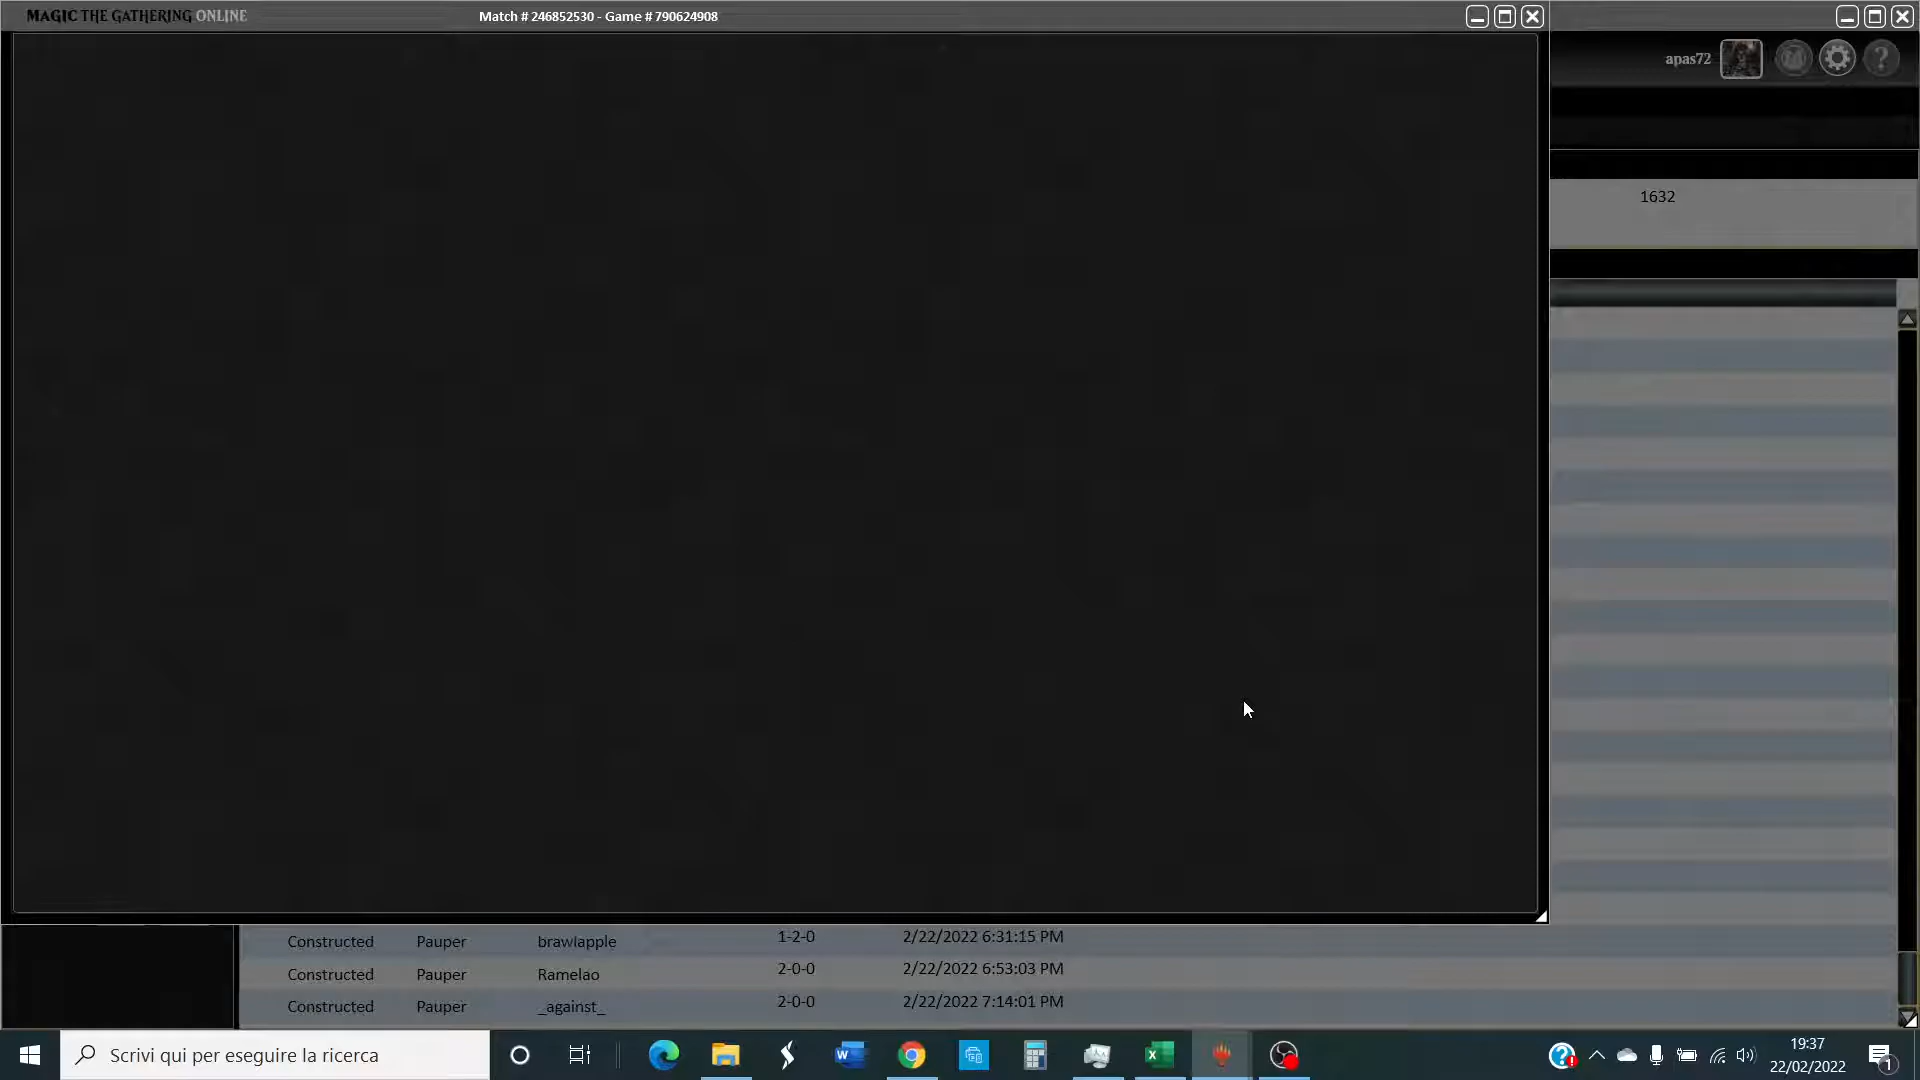 MAGIC THE GATHERING ONLINE
Match # 246852530 - Game # 790624908
apas72
1632
Constructed Pauper brawlapple 1-2-0 2/22/2022 6:31:15 PM
Constructed Pauper Ramelao 2-0-0 2/22/2022 6:53:03 PM
Constructed Pauper _against_ 2-0-0 2/22/2022 7:14:01 PM
Scrivi qui per eseguire la ricerca
19:37
22/02/2022
1